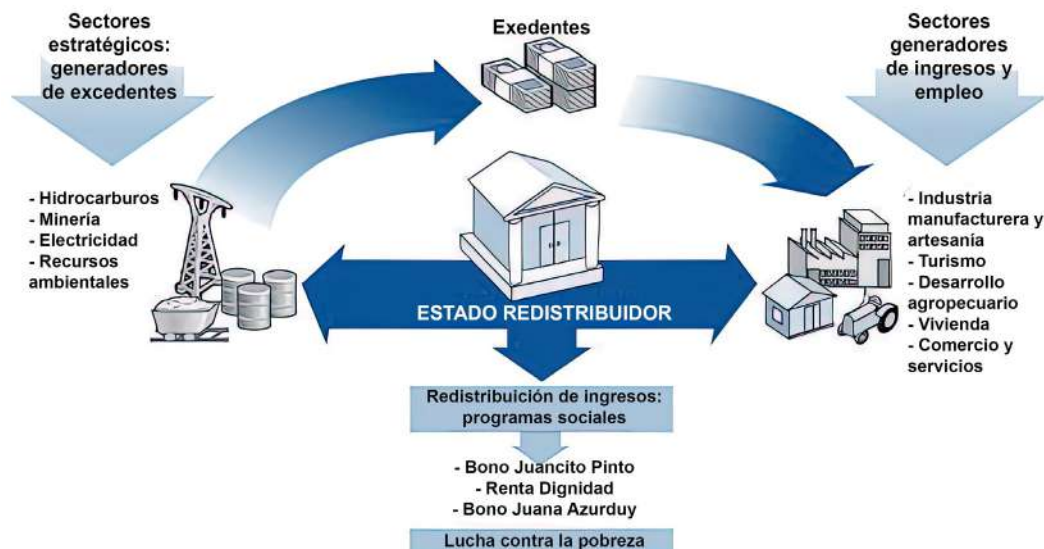 Sectores
estratégicos:
generadores
de excedentes
- Hidrocarburos
- Minería
- Electricidad
- Recursos
ambientales
Exedentes
Sectores
generadores
de ingresos y
empleo
- Industria
manufacturera y
artesanía
- Turismo
- Desarrollo
agropecuario
- Vivienda
- Comercio y
servicios
ESTADO REDISTRIBUIDOR
Redistribuición de ingresos:
programas sociales
- Bono Juancito Pinto
- Renta Dignidad
- Bono Juana Azurduy
Lucha contra la pobreza